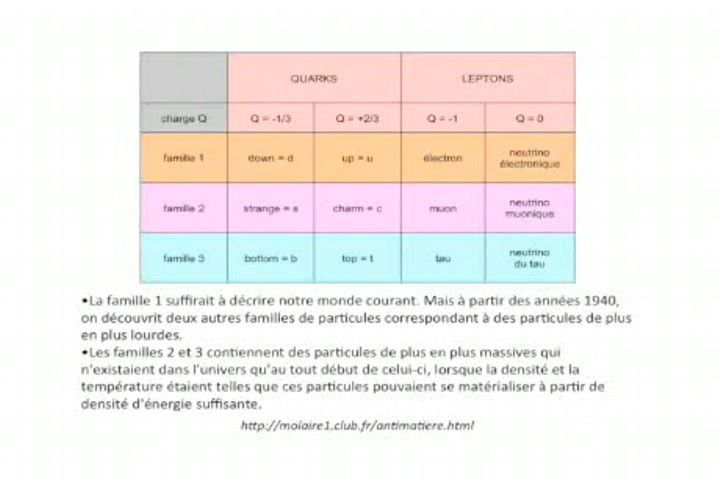 QUARKS LEPTONS
charge Q Q = -1/3 Q = +2/3 Q = -1 Q = 0
famille 1 down = d up = u électron neutrino électronique
famille 2 strange = s charm = c muon neutrino muonique
famille 3 bottom = b top = t tau neutrino du tau
•La famille 1 suffirait à décrire notre monde courant. Mais à partir des années 1940,
on découvrit deux autres familles de particules correspondant à des particules de plus
en plus lourdes.
•Les familles 2 et 3 contiennent des particules de plus en plus massives qui
n'existaient dans l'univers qu'au tout début de celui-ci, lorsque la densité et la
température étaient telles que ces particules pouvaient se matérialiser à partir de
densité d'énergie suffisante.
http://molaire1.club.fr/antimatiere.html